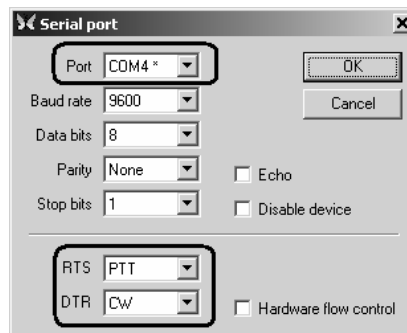 Serial port
Port COM4 * OK
Baud rate 9600 Cancel
Data bits 8
Parity None Echo
Stop bits 1 Disable device
RTS PTT
DTR CW Hardware flow control